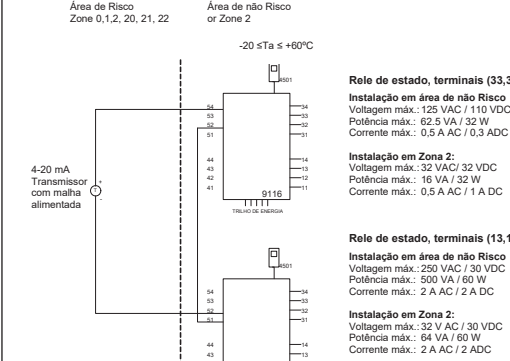 Área de Risco
Zone 0,1,2, 20, 21, 22
Área de não Risco
or Zone 2
-20 ≤Ta ≤ +60ºC
4501
54
53
52
51
34
33
32
31
44
43
42
41
14
13
12
11
9116
TRILHO DE ENERGIA
4-20 mA
Transmissor
com malha
alimentada
+
T
-
4501
54
53
52
51
34
33
32
31
44
43
14
13
Rele de estado, terminais (33,3
Instalação em área de não Risco
Voltagem máx.: 125 VAC / 110 VDC
Potência máx.: 62.5 VA / 32 W
Corrente máx.: 0,5 A AC / 0,3 ADC
Instalação em Zona 2:
Voltagem máx.: 32 VAC/ 32 VDC
Potência máx.: 16 VA / 32 W
Corrente máx.: 0,5 A AC / 1 A DC
Rele de estado, terminais (13,1
Instalação em área de não Risco
Voltagem máx.: 250 VAC / 30 VDC
Potência máx.: 500 VA / 60 W
Corrente máx.: 2 A AC / 2 A DC
Instalação em Zona 2:
Voltagem máx.: 32 V AC / 30 VDC
Potência máx.: 64 VA / 60 W
Corrente máx.: 2 A AC / 2 ADC